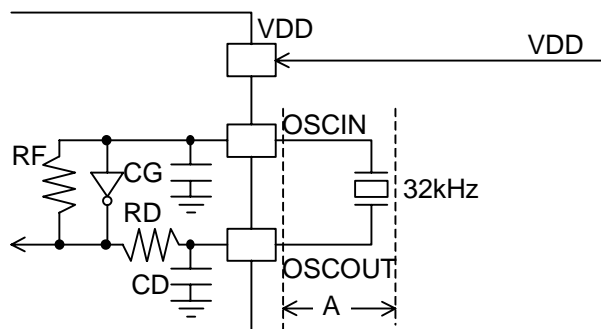 VDD
VDD
OSCIN
RF
CG
32kHz
RD
OSCOUT
CD
A